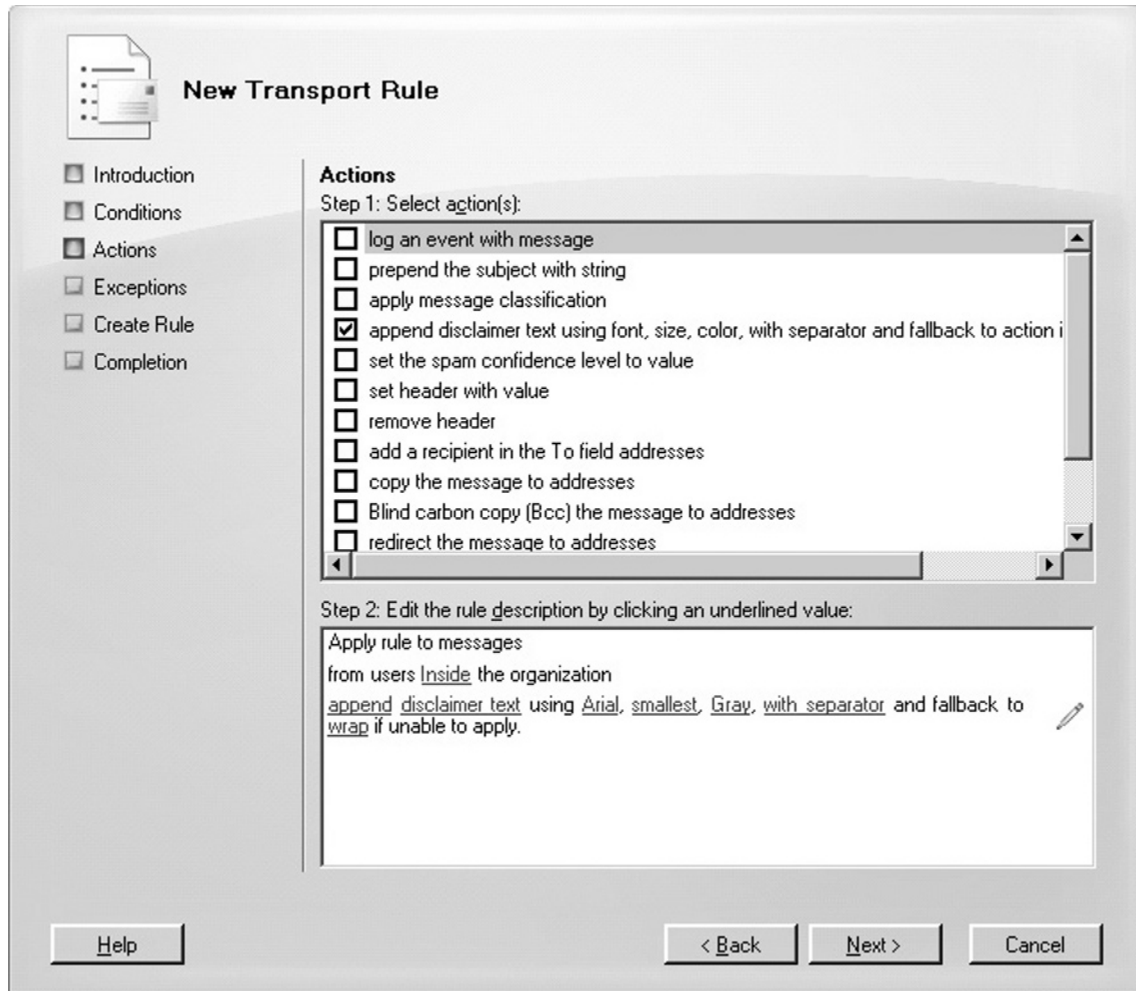 New Transport Rule
Introduction
Conditions
Actions
Exceptions
Create Rule
Completion
Actions
Step 1: Select action(s):
log an event with message
prepend the subject with string
apply message classification
append disclaimer text using font, size, color, with separator and fallback to action i
set the spam confidence level to value
set header with value
remove header
add a recipient in the To field addresses
copy the message to addresses
Blind carbon copy (Bcc) the message to addresses
redirect the message to addresses
Step 2: Edit the rule description by clicking an underlined value:
Apply rule to messages
from users Inside the organization
append disclaimer text using Arial, smallest, Gray, with separator and fallback to
wrap if unable to apply.
Help
< Back
Next >
Cancel